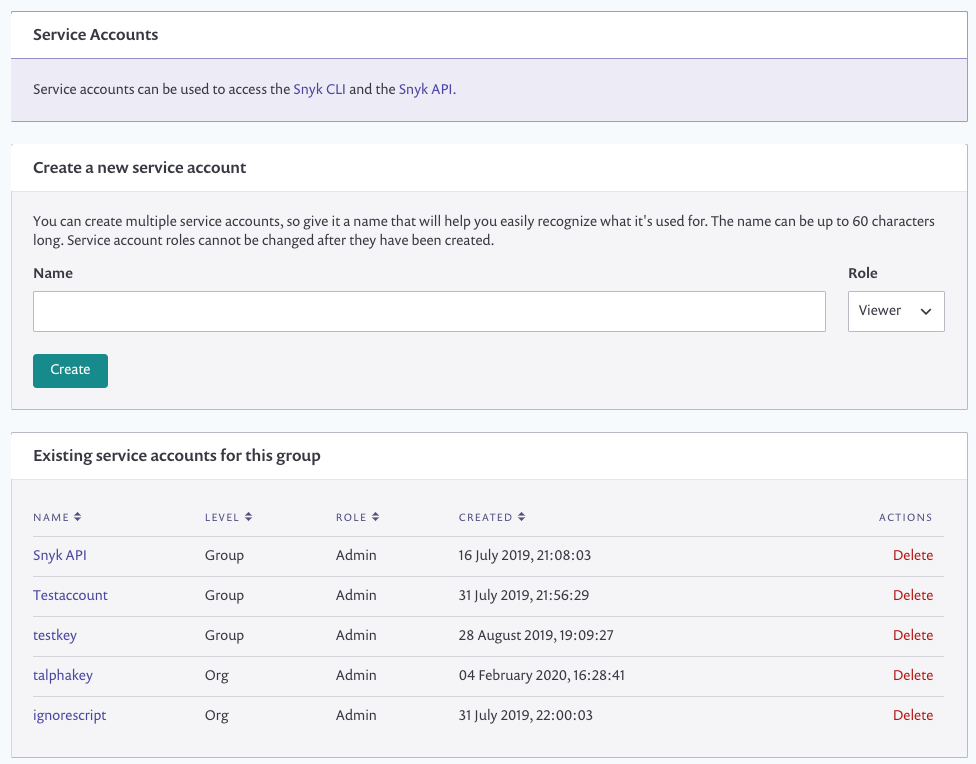 Service Accounts
Service accounts can be used to access the Snyk CLI and the Snyk API.
Create a new service account
You can create multiple service accounts, so give it a name that will help you easily recognize what it's used for. The name can be up to 60 characters
long. Service account roles cannot be changed after they have been created.
Name Role
Viewer
Create
Existing service accounts for this group
NAME LEVEL ROLE CREATED ACTIONS
Snyk API Group Admin 16 July 2019, 21:08:03 Delete
Testaccount Group Admin 31 July 2019, 21:56:29 Delete
testkey Group Admin 28 August 2019, 19:09:27 Delete
talphakey Org Admin 04 February 2020, 16:28:41 Delete
ignorescript Org Admin 31 July 2019, 22:00:03 Delete